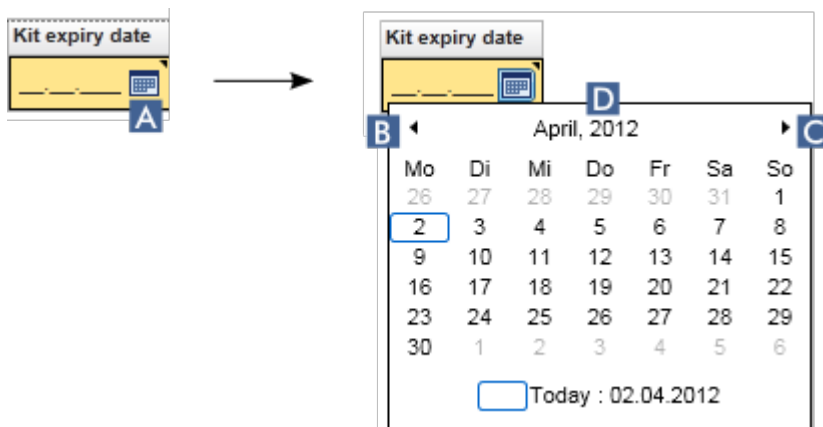 Kit expiry date
__.__.____
A
Kit expiry date
__.__.____
D
B April, 2012 C
Mo Di Mi Do Fr Sa So
26 27 28 29 30 31 1
2 3 4 5 6 7 8
9 10 11 12 13 14 15
16 17 18 19 20 21 22
23 24 25 26 27 28 29
30 1 2 3 4 5 6
Today : 02.04.2012